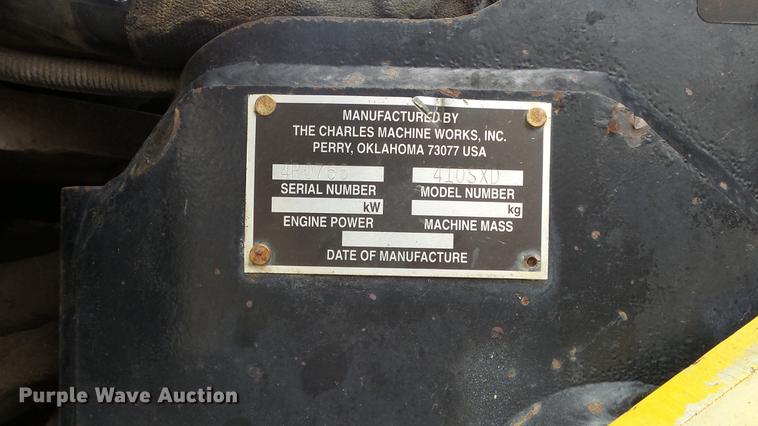 MANUFACTURED BY
THE CHARLES MACHINE WORKS, INC.
PERRY, OKLAHOMA 73077 USA
410SXD
SERIAL NUMBER MODEL NUMBER
kW kg
ENGINE POWER MACHINE MASS
DATE OF MANUFACTURE
Purple Wave Auction